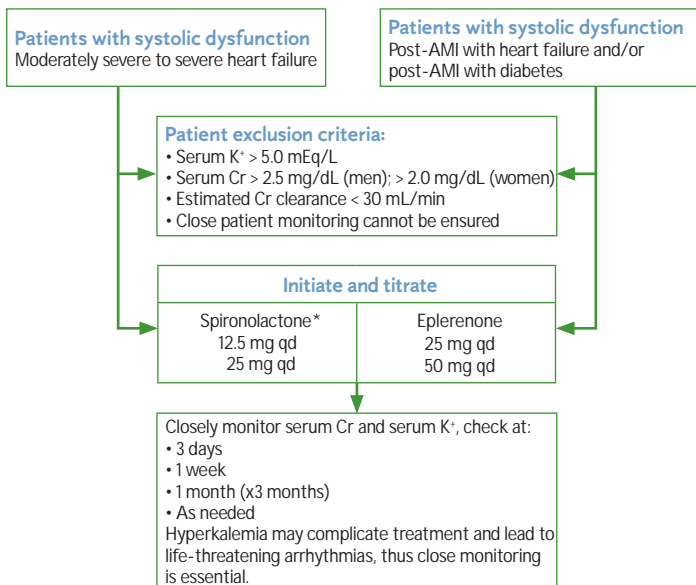 Patients with systolic dysfunction
Moderately severe to severe heart failure
Patients with systolic dysfunction
Post-AMI with heart failure and/or
post-AMI with diabetes
Patient exclusion criteria:
• Serum K⁺ > 5.0 mEq/L
• Serum Cr > 2.5 mg/dL (men); > 2.0 mg/dL (women)
• Estimated Cr clearance < 30 mL/min
• Close patient monitoring cannot be ensured
Initiate and titrate
Spironolactone*
12.5 mg qd
25 mg qd
Eplerenone
25 mg qd
50 mg qd
Closely monitor serum Cr and serum K⁺, check at:
• 3 days
• 1 week
• 1 month (x3 months)
• As needed
Hyperkalemia may complicate treatment and lead to
life-threatening arrhythmias, thus close monitoring
is essential.